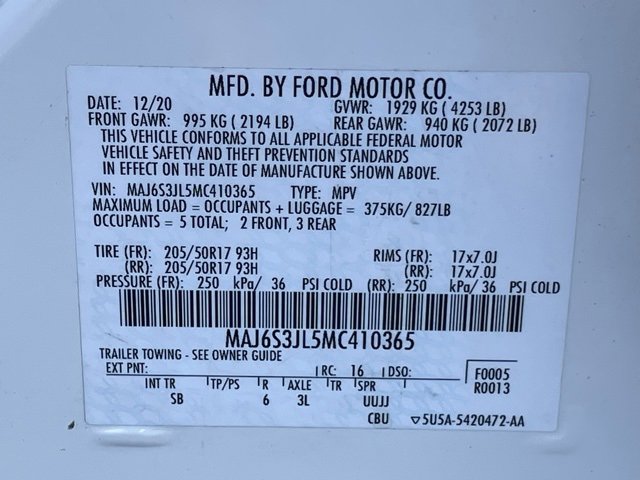 MFD. BY FORD MOTOR CO.
DATE: 12/20 GVWR: 1929 KG ( 4253 LB)
FRONT GAWR: 995 KG ( 2194 LB) REAR GAWR: 940 KG ( 2072 LB)
THIS VEHICLE CONFORMS TO ALL APPLICABLE FEDERAL MOTOR
VEHICLE SAFETY AND THEFT PREVENTION STANDARDS
IN EFFECT ON THE DATE OF MANUFACTURE SHOWN ABOVE.
VIN: MAJ6S3JL5MC410365 TYPE: MPV
MAXIMUM LOAD = OCCUPANTS + LUGGAGE = 375KG/ 827LB
OCCUPANTS = 5 TOTAL; 2 FRONT, 3 REAR
TIRE (FR): 205/50R17 93H RIMS (FR): 17x7.0J
(RR): 205/50R17 93H (RR): 17x7.0J
PRESSURE (FR): 250 kPa/ 36 PSI COLD (RR): 250 kPa/ 36 PSI COLD
MAJ6S3JL5MC410365
TRAILER TOWING - SEE OWNER GUIDE
EXT PNT: RC: 16 DSO: F0005
R0013
INT TR TP/PS R AXLE TR SPR
SB 6 3L UUJJ
CBU ▽5U5A-5420472-AA